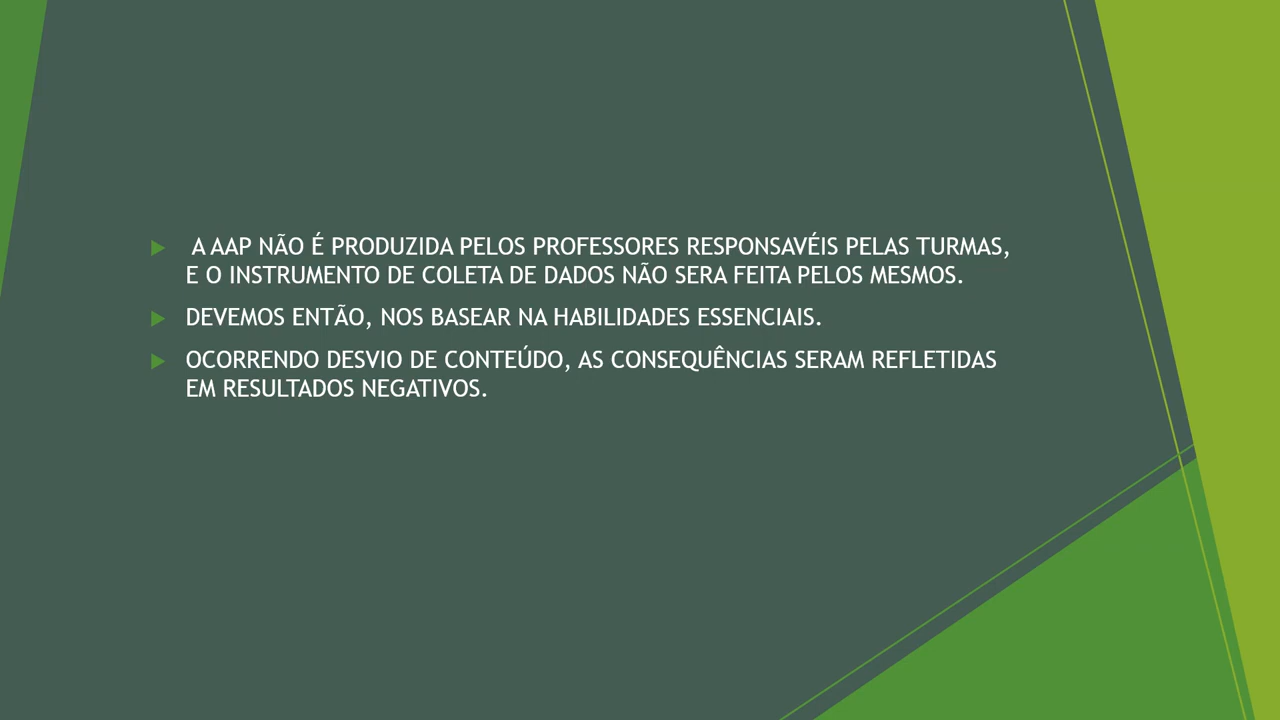 A AAP NÃO É PRODUZIDA PELOS PROFESSORES RESPONSAVÉIS PELAS TURMAS,
E O INSTRUMENTO DE COLETA DE DADOS NÃO SERA FEITA PELOS MESMOS.
DEVEMOS ENTÃO, NOS BASEAR NA HABILIDADES ESSENCIAIS.
OCORRENDO DESVIO DE CONTEÚDO, AS CONSEQUÊNCIAS SERAM REFLETIDAS
EM RESULTADOS NEGATIVOS.